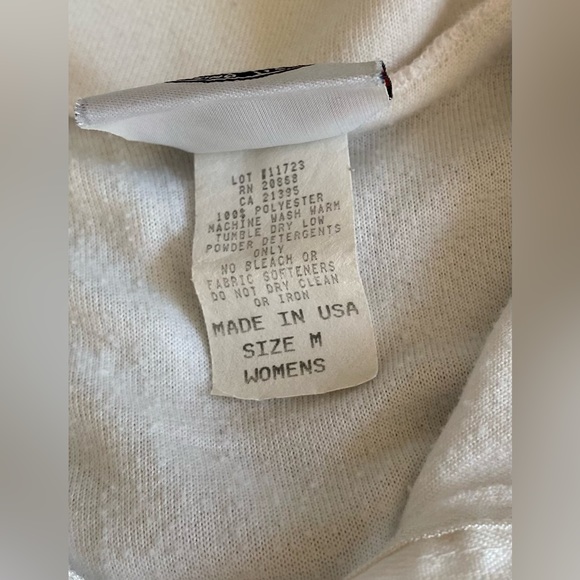 LOT #11723
RN 20868
CA 21395
100% POLYESTER
MACHINE WASH WARM
TUMBLE DRY LOW
POWDER DETERGENTS
ONLY
NO BLEACH OR
FABRIC SOFTENERS
DO NOT DRY CLEAN
OR IRON
MADE IN USA
SIZE M
WOMENS